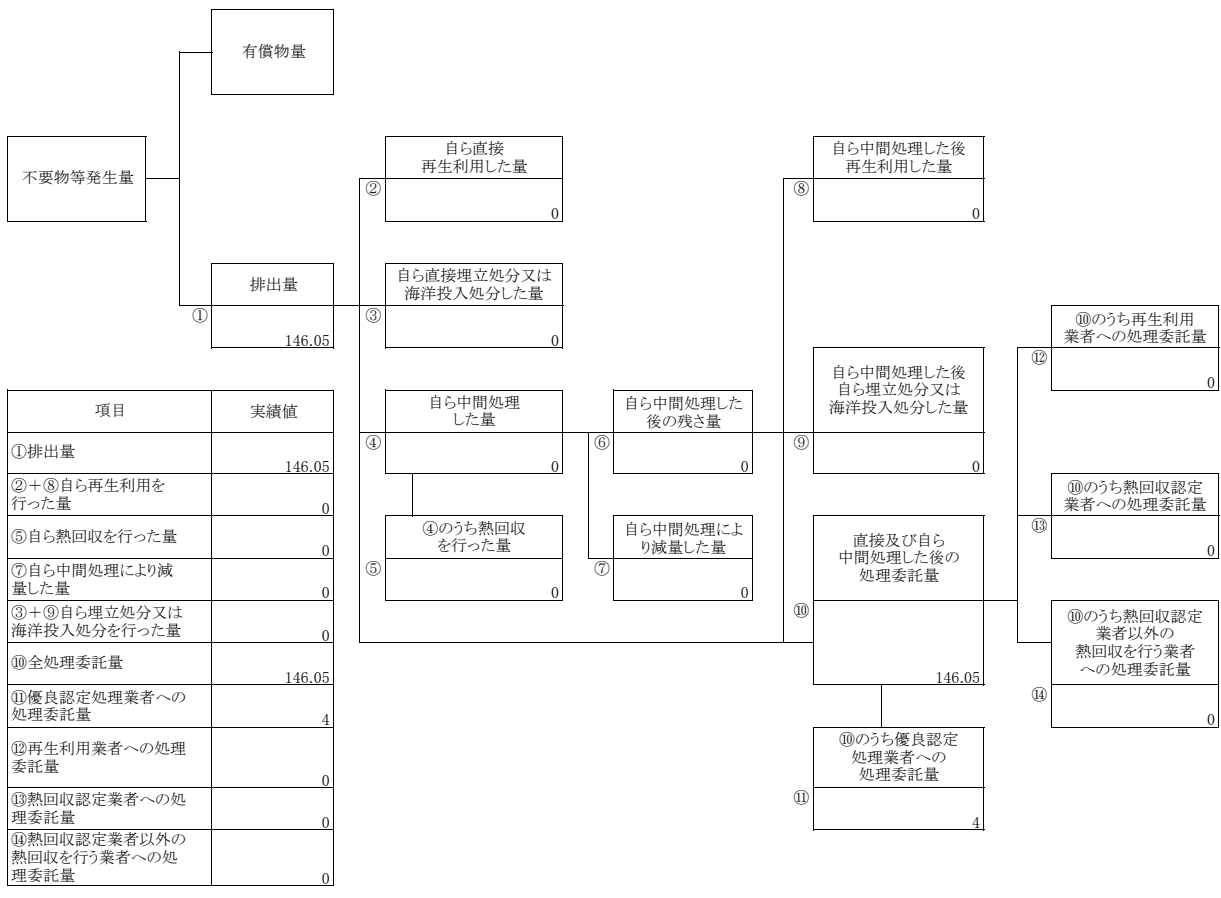 有償物量
不要物等発生量
自ら直接
再生利用した量
②
0
自ら中間処理した後
再生利用した量
⑧
0
排出量
①
146.05
自ら直接埋立処分又は
海洋投入処分した量
③
0
⑩のうち再生利用
業者への処理委託量
⑫
0
自ら中間処理した後
自ら埋立処分又は
海洋投入処分した量
⑨
0
自ら中間処理
した量
④
0
自ら中間処理した
後の残さ量
⑥
0
④のうち熱回収
を行った量
⑤
0
自ら中間処理によ
り減量した量
⑦
0
直接及び自ら
中間処理した後の
処理委託量
⑩
146.05
⑩のうち熱回収認定
業者への処理委託量
⑬
0
⑩のうち熱回収認定
業者以外の
熱回収を行う業者
への処理委託量
⑭
0
⑩のうち優良認定
処理業者への
処理委託量
⑪
4
項目 実績値
①排出量
146.05
②＋⑧自ら再生利用を
行った量
0
⑤自ら熱回収を行った量
0
⑦自ら中間処理により減
量した量
0
③＋⑨自ら埋立処分又は
海洋投入処分を行った量
0
⑩全処理委託量
146.05
⑪優良認定処理業者への
処理委託量
4
⑫再生利用業者への処理
委託量
0
⑬熱回収認定業者への処
理委託量
0
⑭熱回収認定業者以外の
熱回収を行う業者への処
理委託量
0